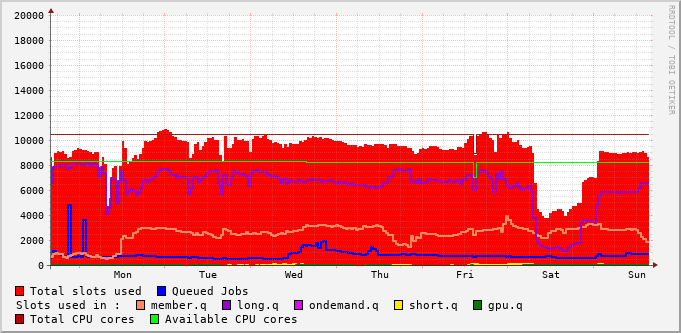 20000
18000
16000
14000
12000
10000
8000
6000
4000
2000
0
Mon Tue Wed Thu Fri Sat Sun
RRDTOOL / TOBI OETIKER
Total slots used Queued Jobs
Slots used in : member.q long.q ondemand.q short.q gpu.q
Total CPU cores Available CPU cores